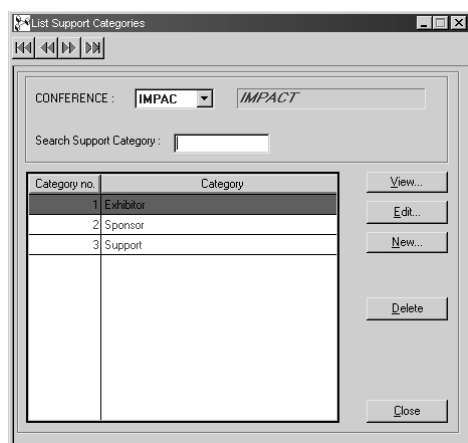 List Support Categories
CONFERENCE : IMPAC IMPACT
Search Support Category :
Category no. Category
1 Exhibitor
2 Sponsor
3 Support
View...
Edit...
New...
Delete
Close